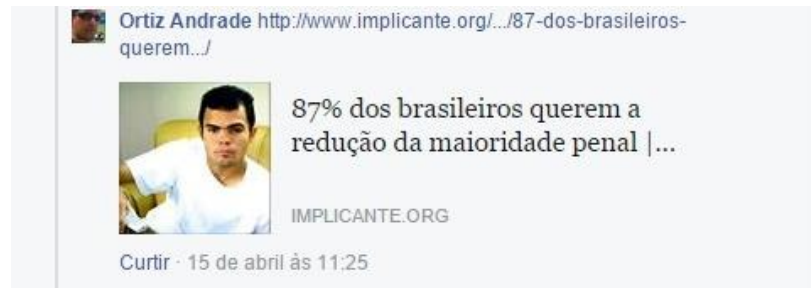 Ortiz Andrade http://www.implicante.org/.../87-dos-brasileiros-
querem.../
87% dos brasileiros querem a
redução da maioridade penal |...
IMPLICANTE.ORG
Curtir · 15 de abril às 11:25